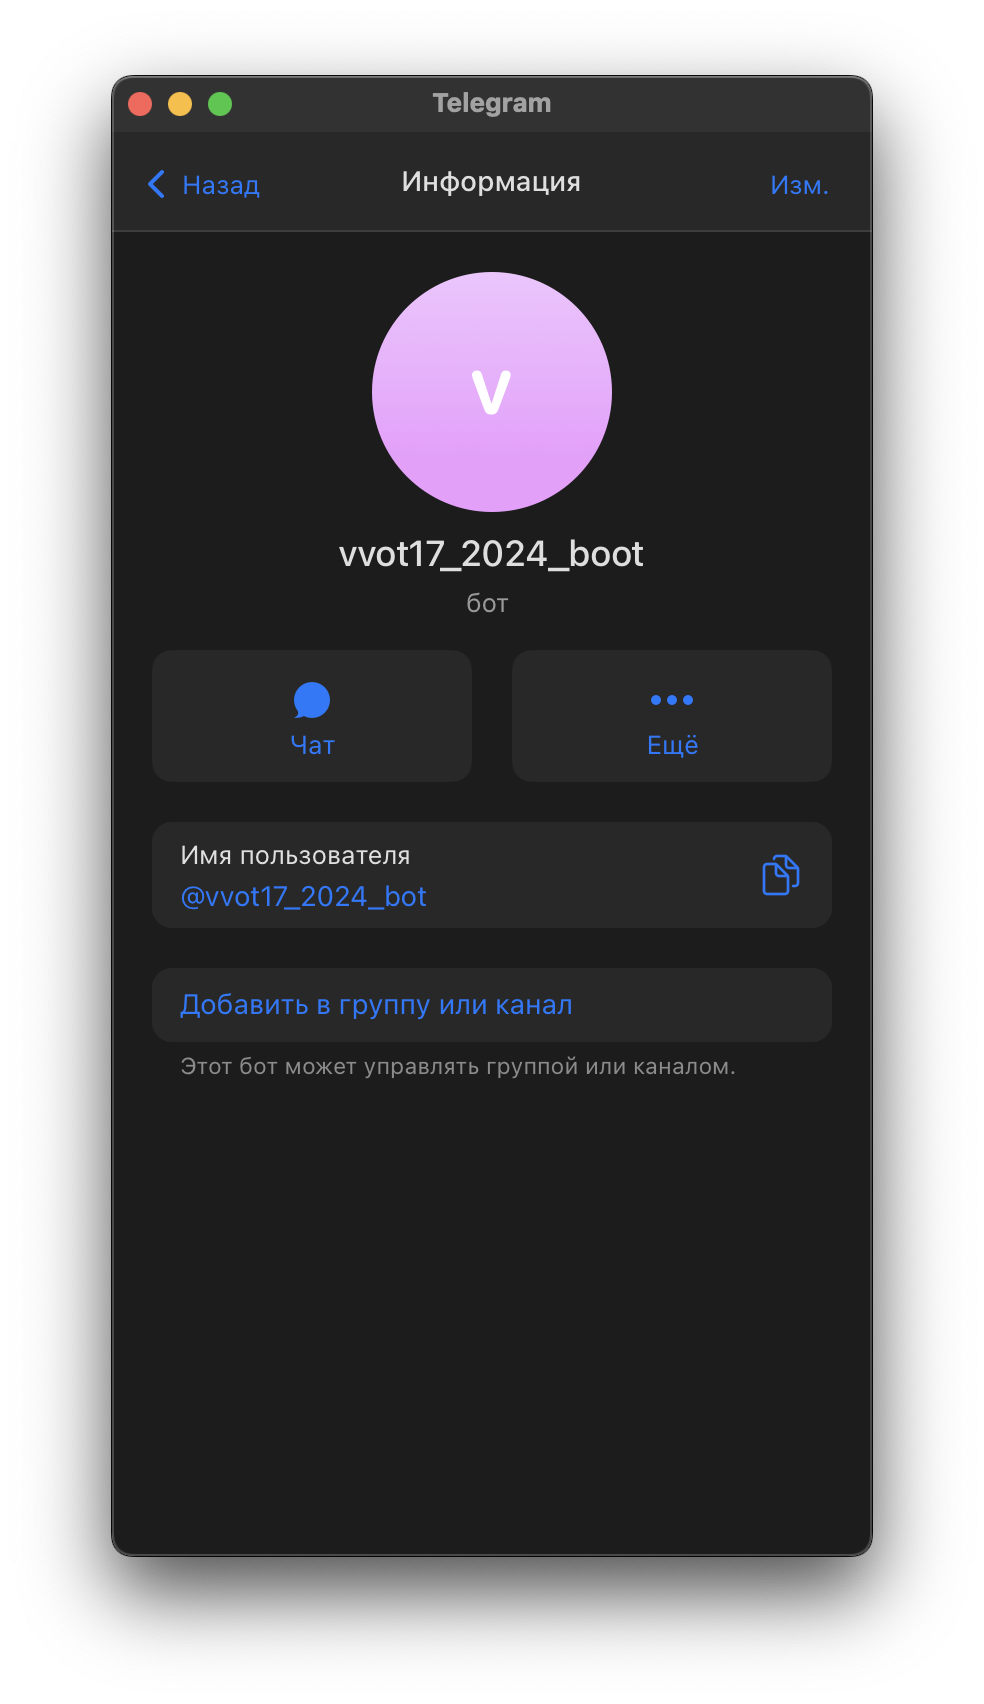 Telegram
Назад
Информация
Изм.
V
vvot17_2024_boot
бот
Чат
Ещё
Имя пользователя
@vvot17_2024_bot
Добавить в группу или канал
Этот бот может управлять группой или каналом.